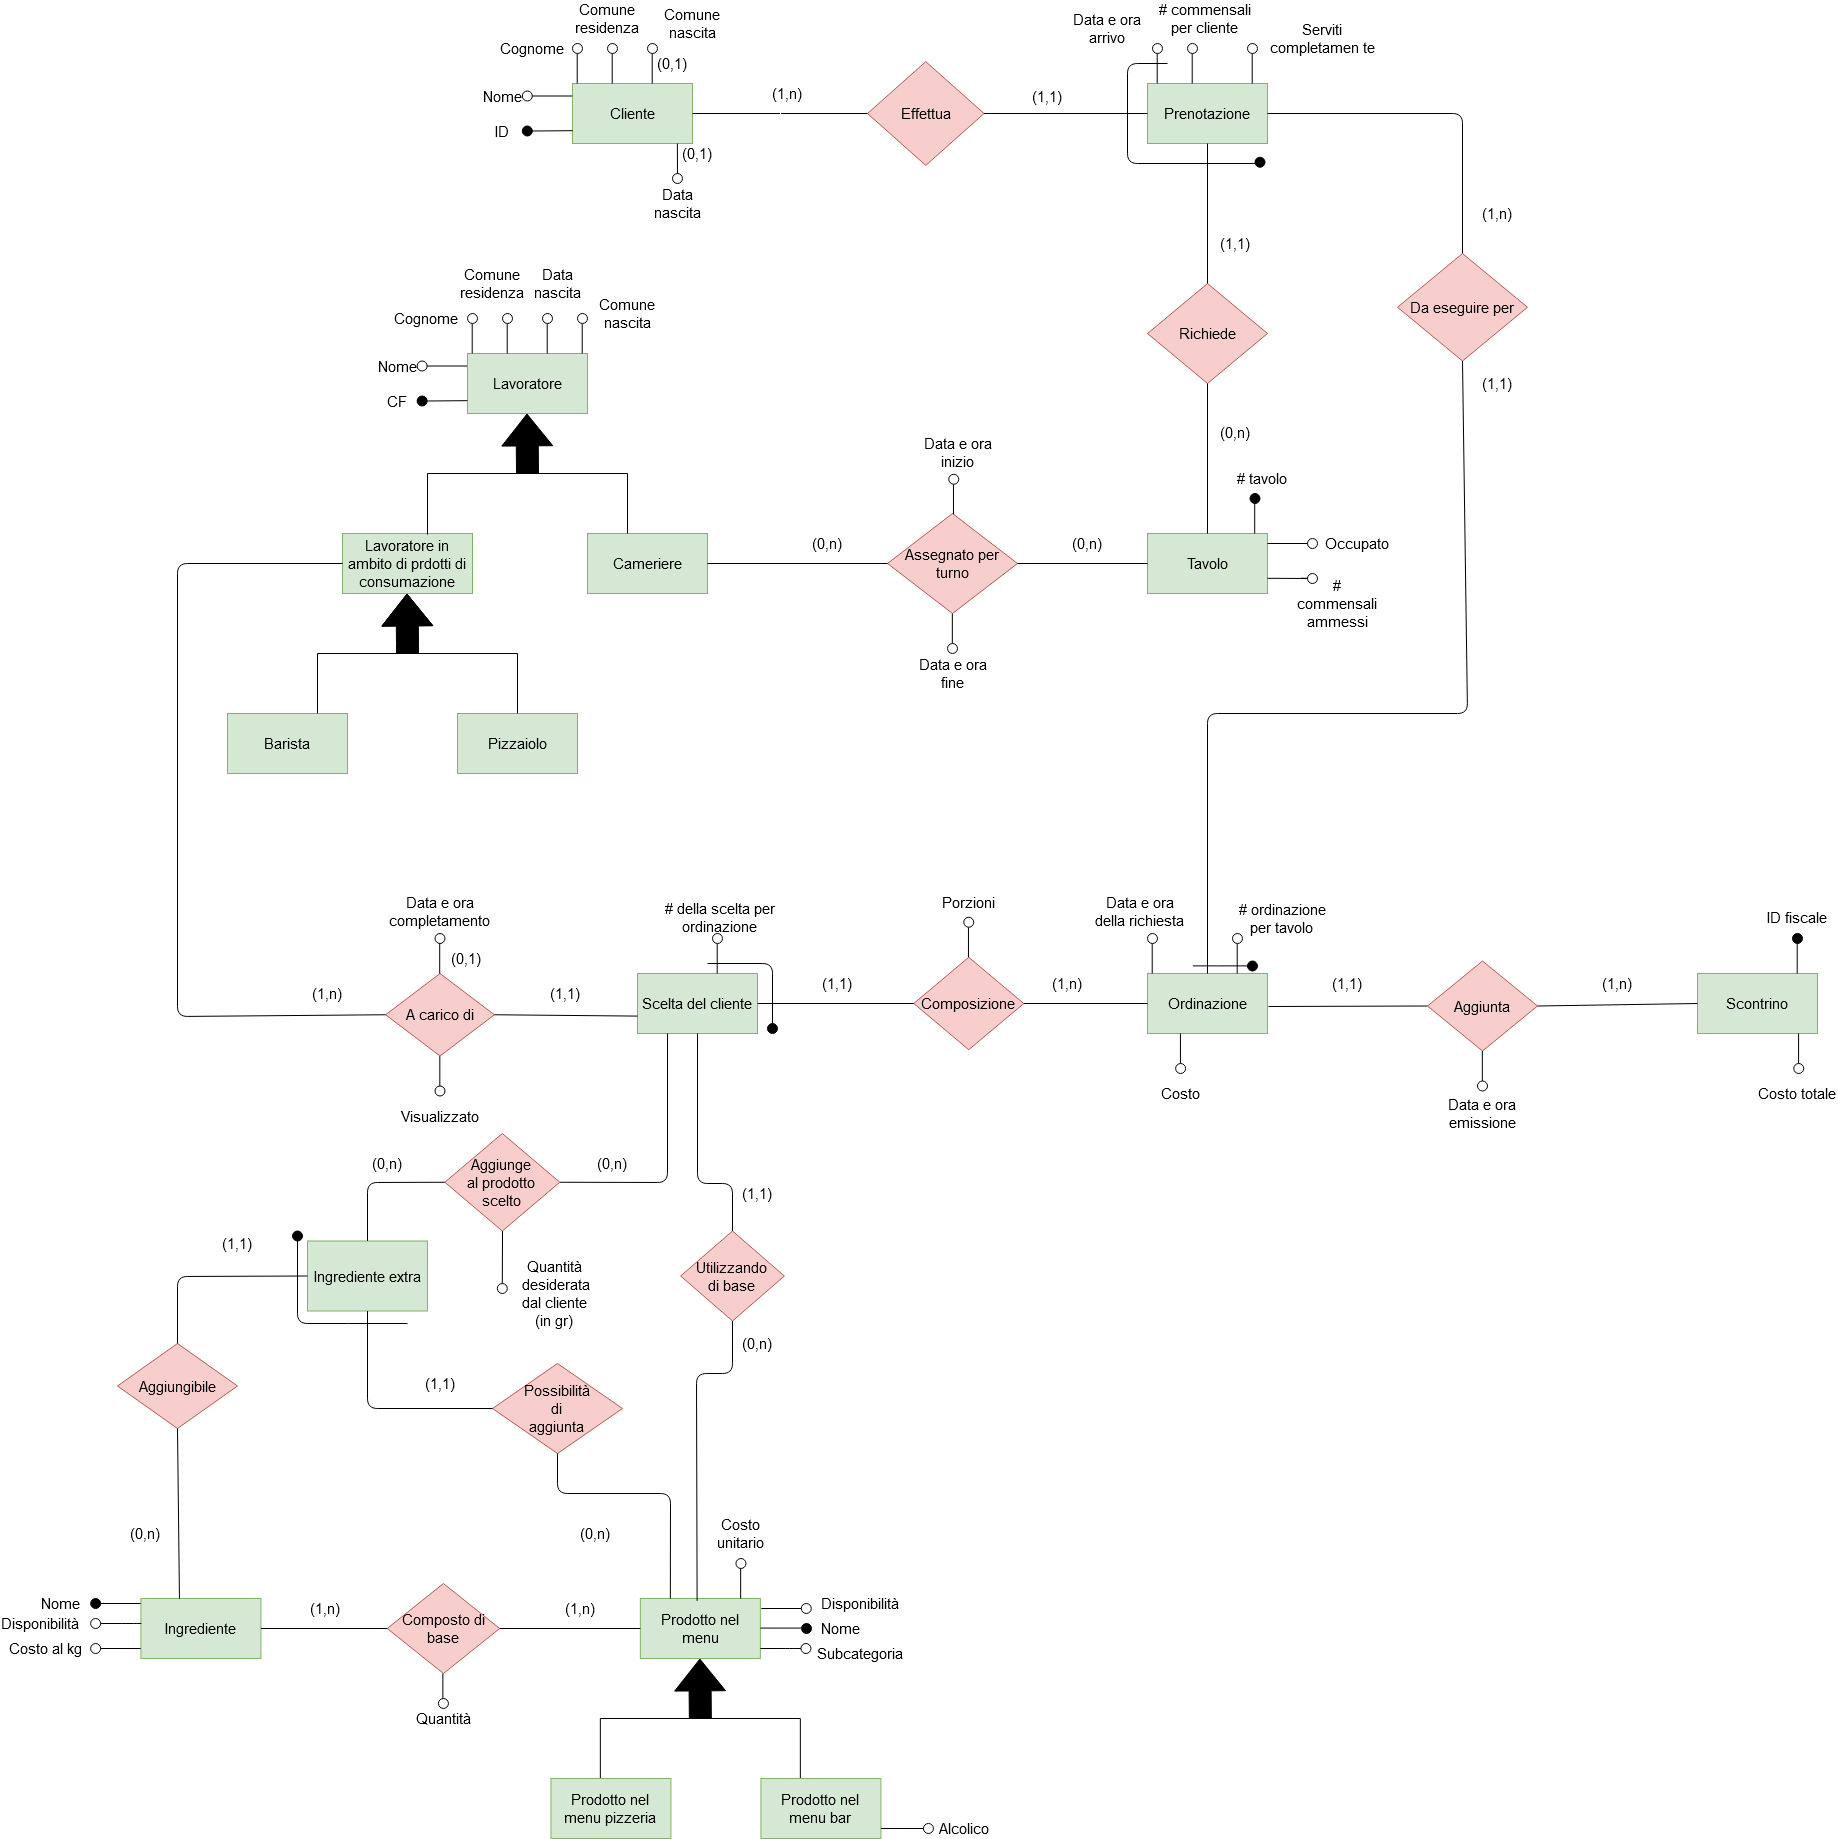 Comune
residenza
Comune
nascita
Cognome
(0,1)
Nome
ID
Cliente
(0,1)
Data
nascita
(1,n)
Effettua
(1,1)
Data e ora
arrivo
# commensali
per cliente
Serviti
completamen te
Prenotazione
(1,n)
(1,1)
Da eseguire per
Richiede
(1,1)
(0,n)
Comune
residenza
Data
nascita
Comune
nascita
Cognome
Nome
CF
Lavoratore
Lavoratore in
ambito di prdotti di
consumazione
Cameriere
(0,n)
Data e ora
inizio
Assegnato per
turno
Data e ora
fine
(0,n)
# tavolo
Tavolo
Occupato
#
commensali
ammessi
Barista
Pizzaiolo
Data e ora
completamento
(0,1)
(1,n)
A carico di
(1,1)
Visualizzato
# della scelta per
ordinazione
Scelta del cliente
(1,1)
Porzioni
Composizione
(1,n)
Data e ora
della richiesta
# ordinazione
per tavolo
Ordinazione
Costo
(1,1)
Aggiunta
Data e ora
emissione
(1,n)
ID fiscale
Scontrino
Costo totale
(0,n)
Aggiunge
al prodotto
scelto
(0,n)
(1,1)
Quantità
desiderata
dal cliente
(in gr)
Utilizzando
di base
(0,n)
(1,1)
Ingrediente extra
Aggiungibile
(1,1)
Possibilità
di
aggiunta
(0,n)
(0,n)
Costo
unitario
Nome
Disponibilità
Costo al kg
Ingrediente
(1,n)
Composto di
base
Quantità
(1,n)
Prodotto nel
menu
Disponibilità
Nome
Subcategoria
Prodotto nel
menu pizzeria
Prodotto nel
menu bar
Alcolico